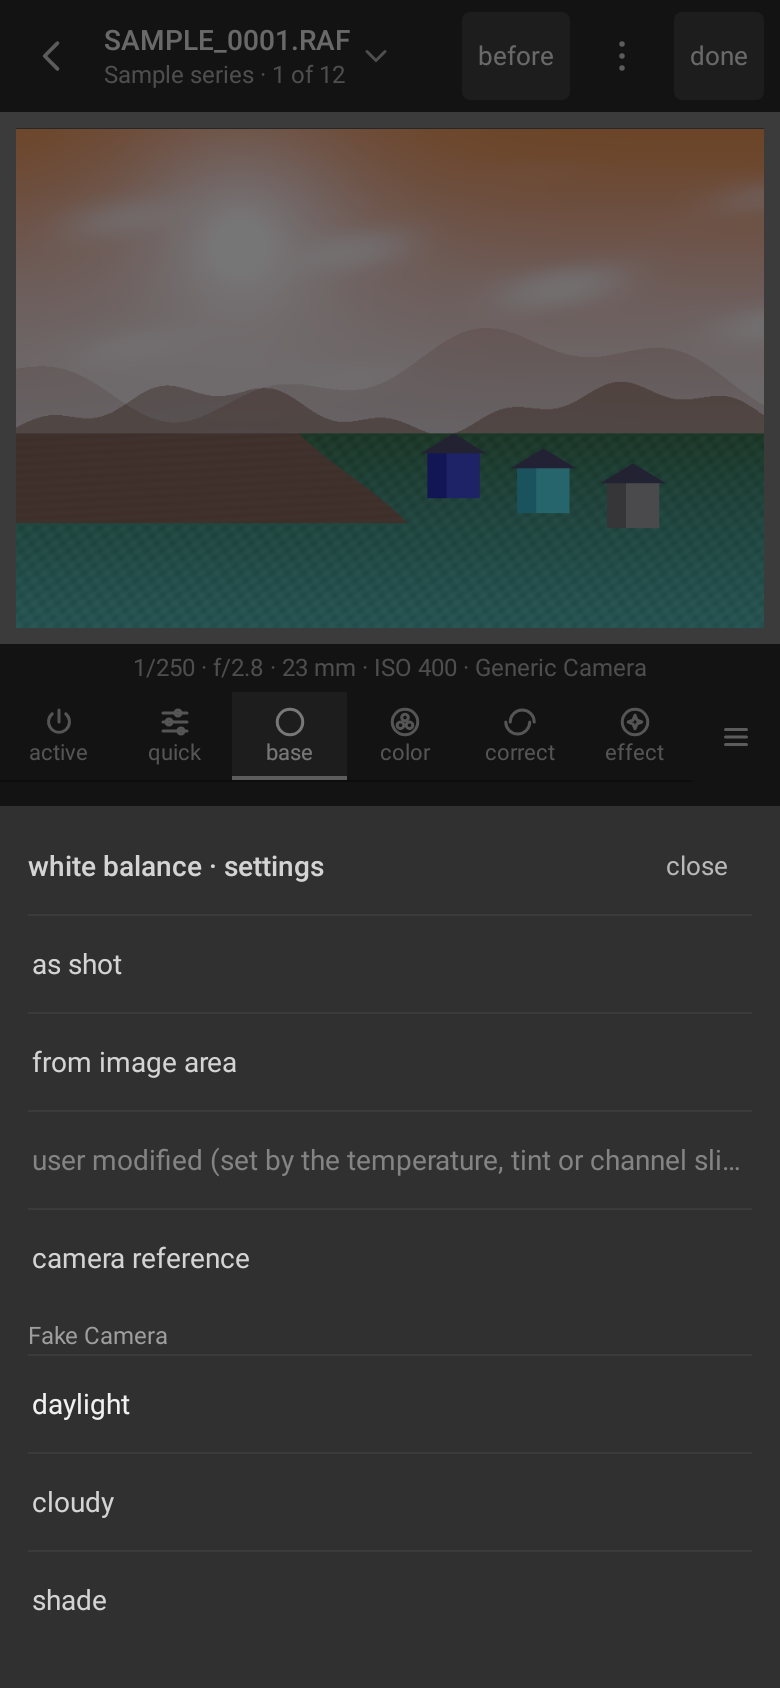 SAMPLE_0001.RAF
Sample series · 1 of 12
before
done
1/250 · f/2.8 · 23 mm · ISO 400 · Generic Camera
active
quick
base
color
correct
effect
white balance · settings
close
as shot
from image area
user modified (set by the temperature, tint or channel sli…
camera reference
Fake Camera
daylight
cloudy
shade